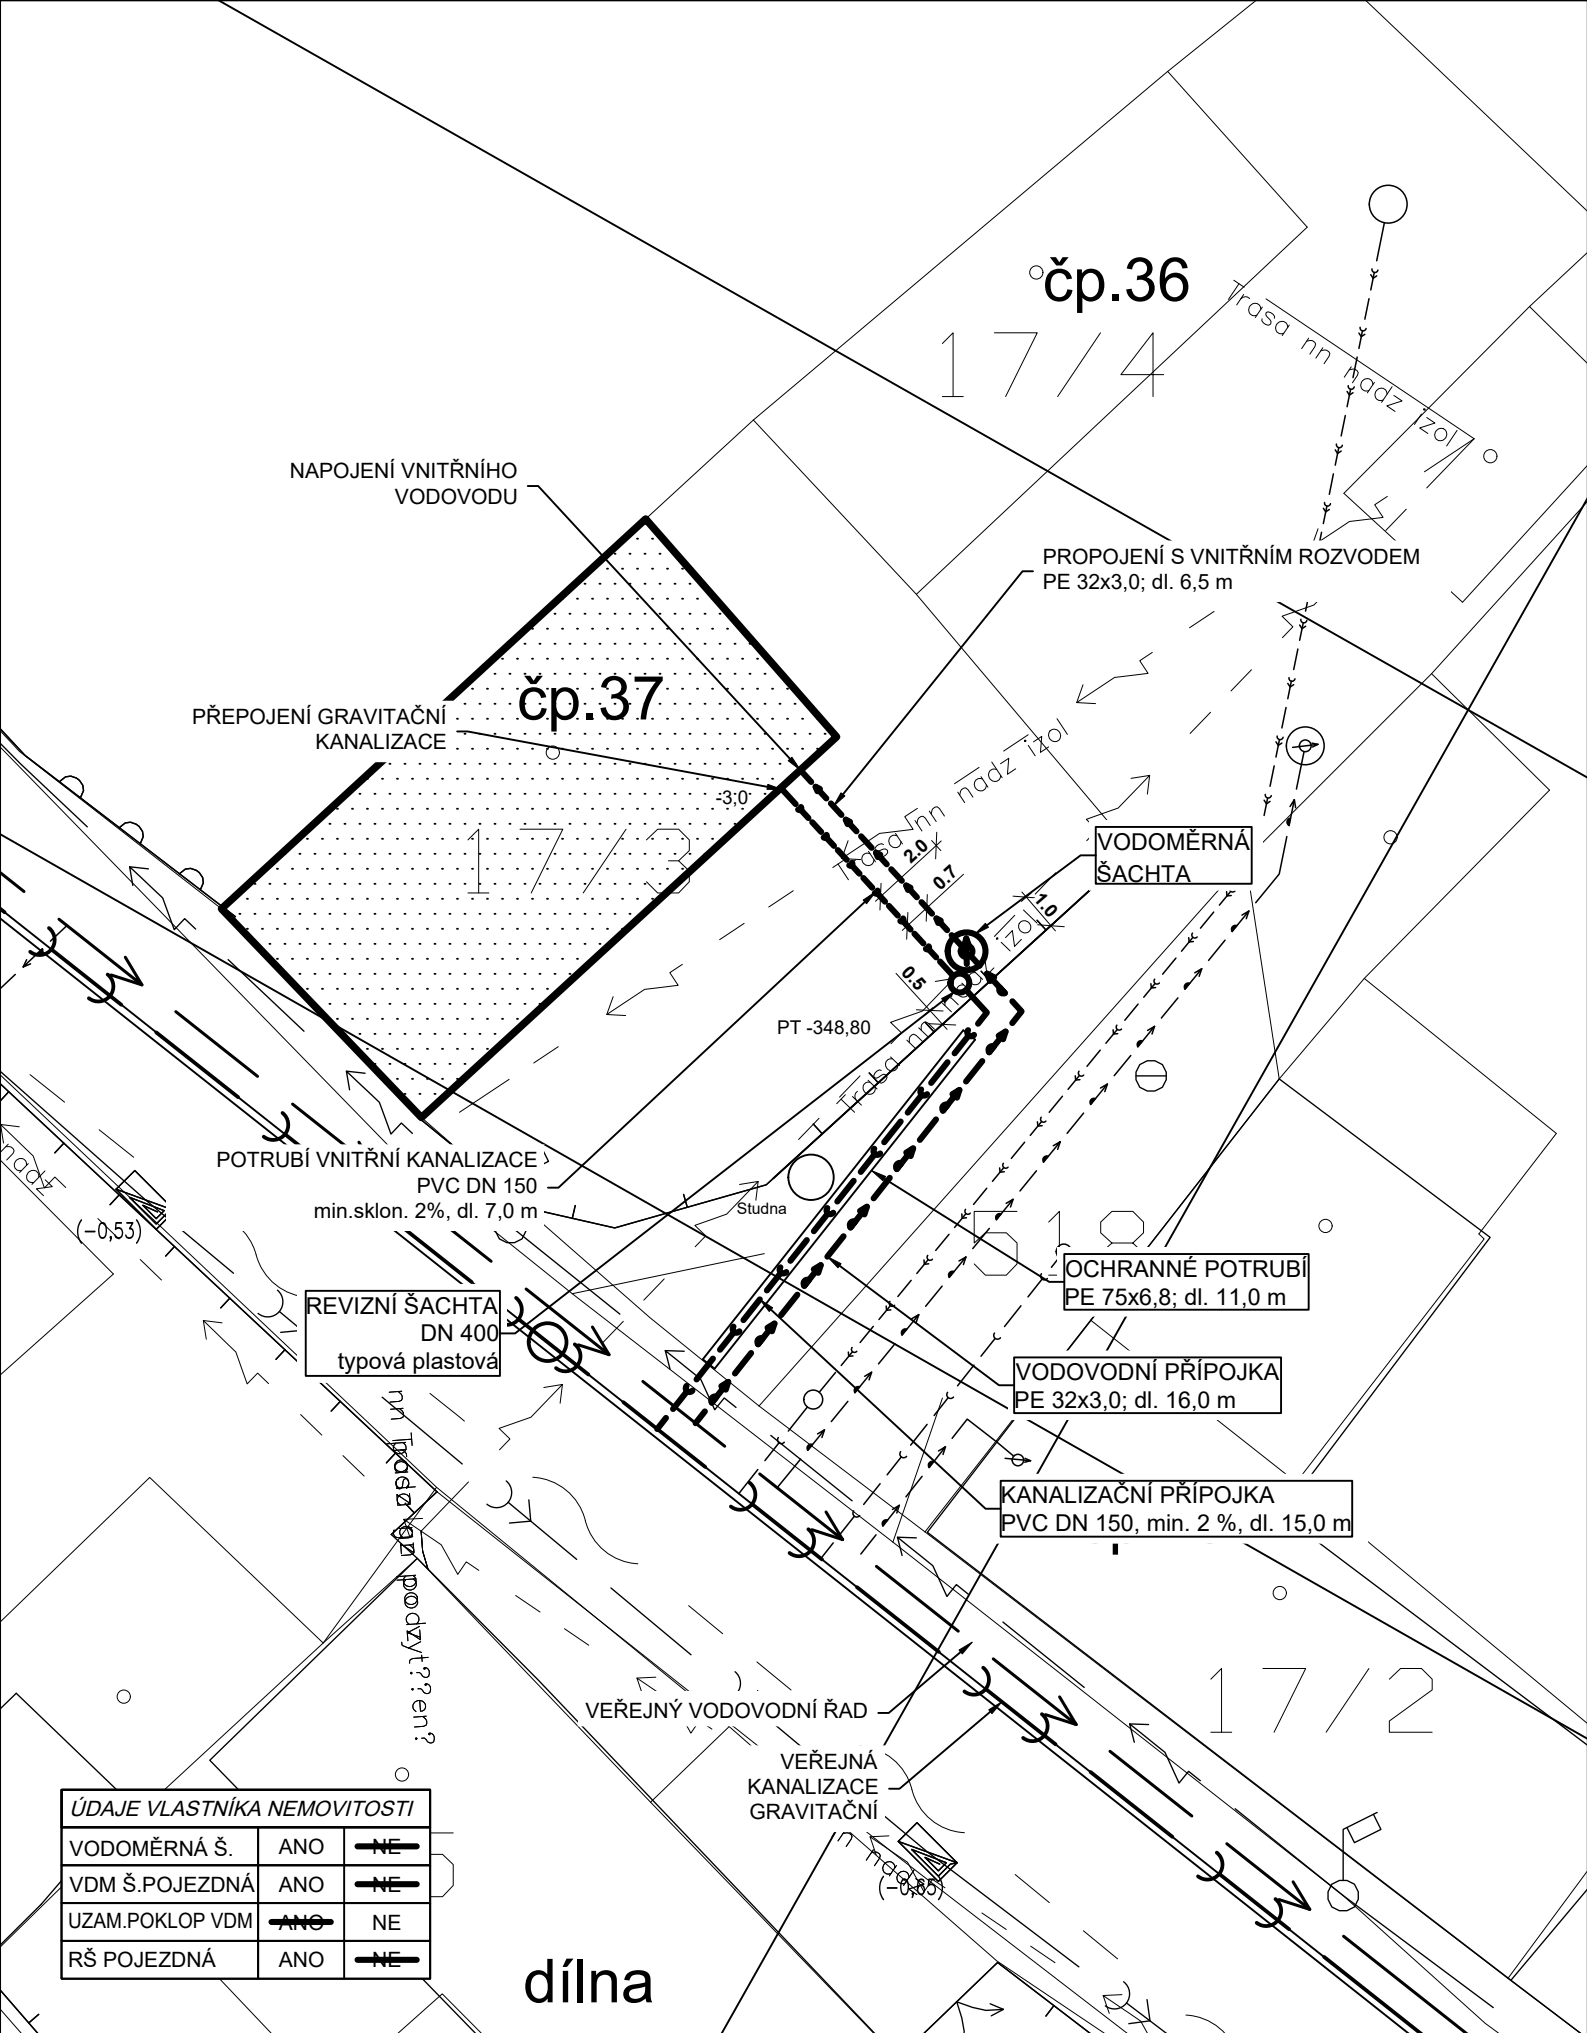 čp.36
17/4
Trasa nn nadz izol
NAPOJENÍ VNITŘNÍHO
VODOVODU
PROPOJENÍ S VNITŘNÍM ROZVODEM
PE 32x3,0; dl. 6,5 m
čp.37
PŘEPOJENÍ GRAVITAČNÍ
KANALIZACE
-3,0
17/3
Trasa nn nadz izol
2.0
0.7
VODOMĚRNÁ
ŠACHTA
1.0
izol
0.5
PT -348,80
Trasa nn
POTRUBÍ VNITŘNÍ KANALIZACE
PVC DN 150
min.sklon. 2%, dl. 7,0 m
nadz
(-0,53)
Studna
OCHRANNÉ POTRUBÍ
PE 75x6,8; dl. 11,0 m
REVIZNÍ ŠACHTA
DN 400
typová plastová
VODOVODNÍ PŘÍPOJKA
PE 32x3,0; dl. 16,0 m
KANALIZAČNÍ PŘÍPOJKA
PVC DN 150, min. 2 %, dl. 15,0 m
17/2
VEŘEJNÝ VODOVODNÍ ŘAD
VEŘEJNÁ
KANALIZACE
GRAVITAČNÍ
(-0,85)
ÚDAJE VLASTNÍKA NEMOVITOSTI
VODOMĚRNÁ Š. ANO NE
VDM Š.POJEZDNÁ ANO NE
UZAM.POKLOP VDM ANO NE
RŠ POJEZDNÁ ANO NE
dílna